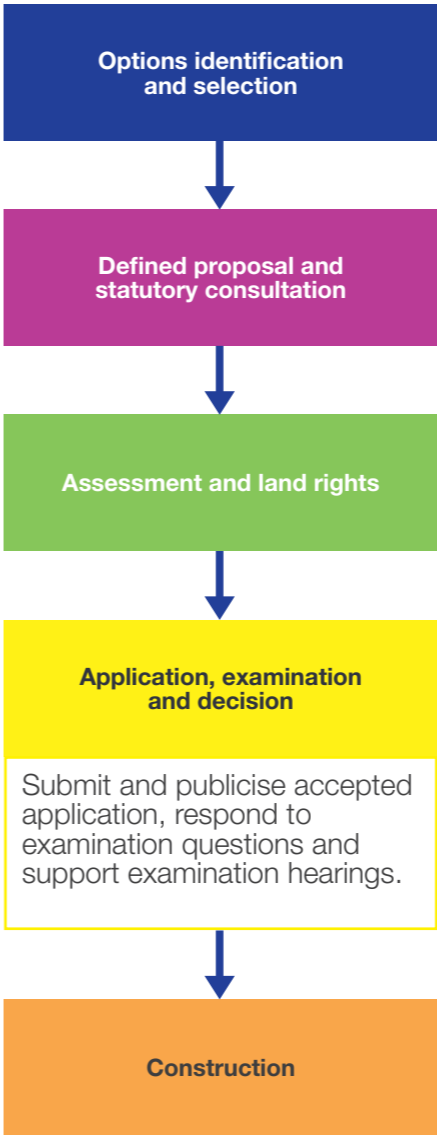 Options identification
and selection
Defined proposal and
statutory consultation
Assessment and land rights
Application, examination
and decision
Submit and publicise accepted
application, respond to
examination questions and
support examination hearings.
Construction